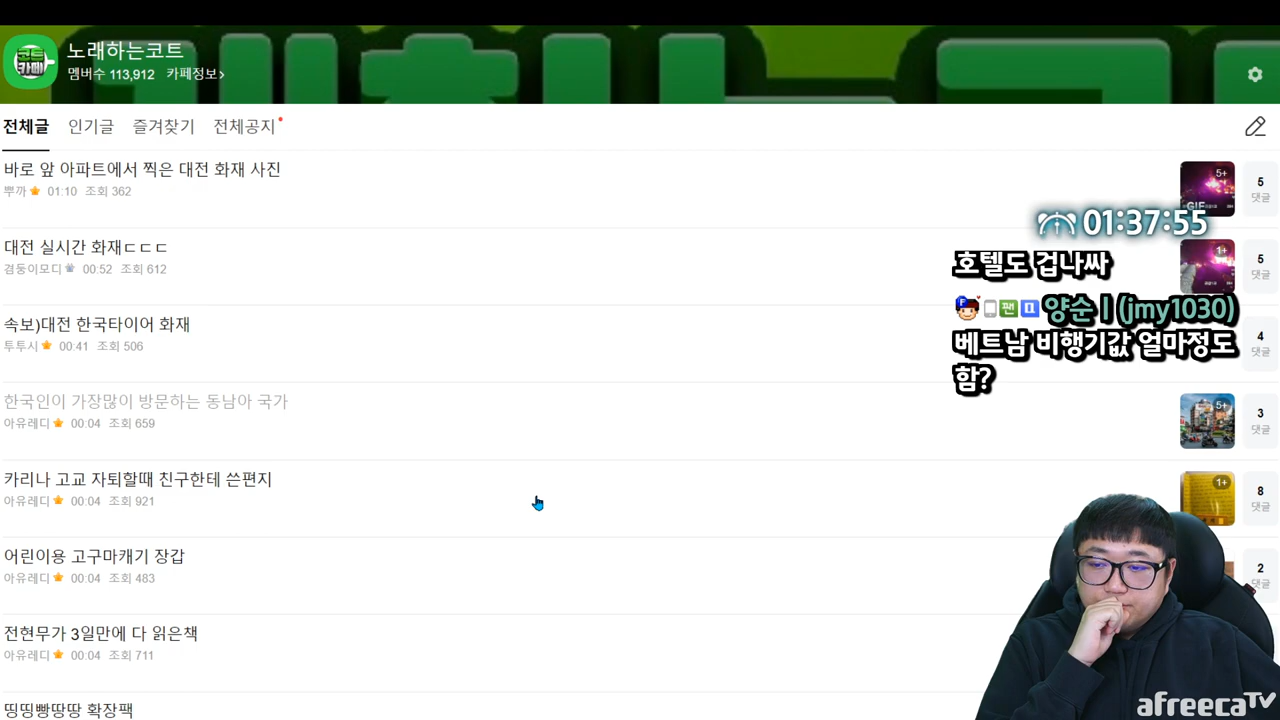 코트
카페
노래하는코트
멤버수 113,912 카페정보
전체글 인기글 즐겨찾기 전체공지
바로 앞 아파트에서 찍은 대전 화재 사진
뿌까 01:10 조회 362
5+
GIF
5
댓글
01:37:55
대전 실시간 화재ㄷㄷㄷ
겸둥이모디 00:52 조회 612
1+
5
댓글
호텔도 겁나싸
F 팬 양순ㅣ(jmy1030)
베트남 비행기값 얼마정도
함?
속보)대전 한국타이어 화재
투투시 00:41 조회 506
4
댓글
한국인이 가장많이 방문하는 동남아 국가
아유레디 00:04 조회 659
5+
3
댓글
카리나 고교 자퇴할때 친구한테 쓴편지
아유레디 00:04 조회 921
1+
8
댓글
어린이용 고구마캐기 장갑
아유레디 00:04 조회 483
2
댓글
전현무가 3일만에 다 읽은책
아유레디 00:04 조회 711
띵띵빵땅땅 확장팩
afreecaTV